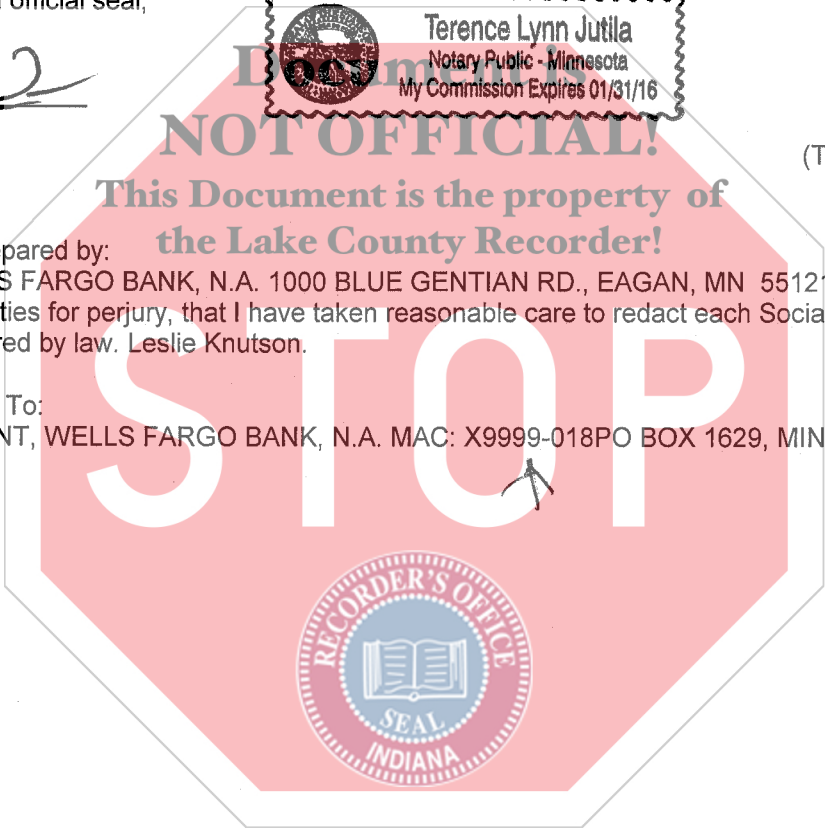 official seal,
Terence Lynn Jutila
Notary Public - Minnesota
My Commission Expires 01/31/16
Document is
NOT OFFICIAL!
(T
This Document is the property of
the Lake County Recorder!
epared by:
S FARGO BANK, N.A. 1000 BLUE GENTIAN RD., EAGAN, MN 55121
ties for perjury, that I have taken reasonable care to redact each Socia
red by law. Leslie Knutson.
To:
NT, WELLS FARGO BANK, N.A. MAC: X9999-018PO BOX 1629, MIN
STOP
RECORDER'S OFFICE
SEAL
INDIANA